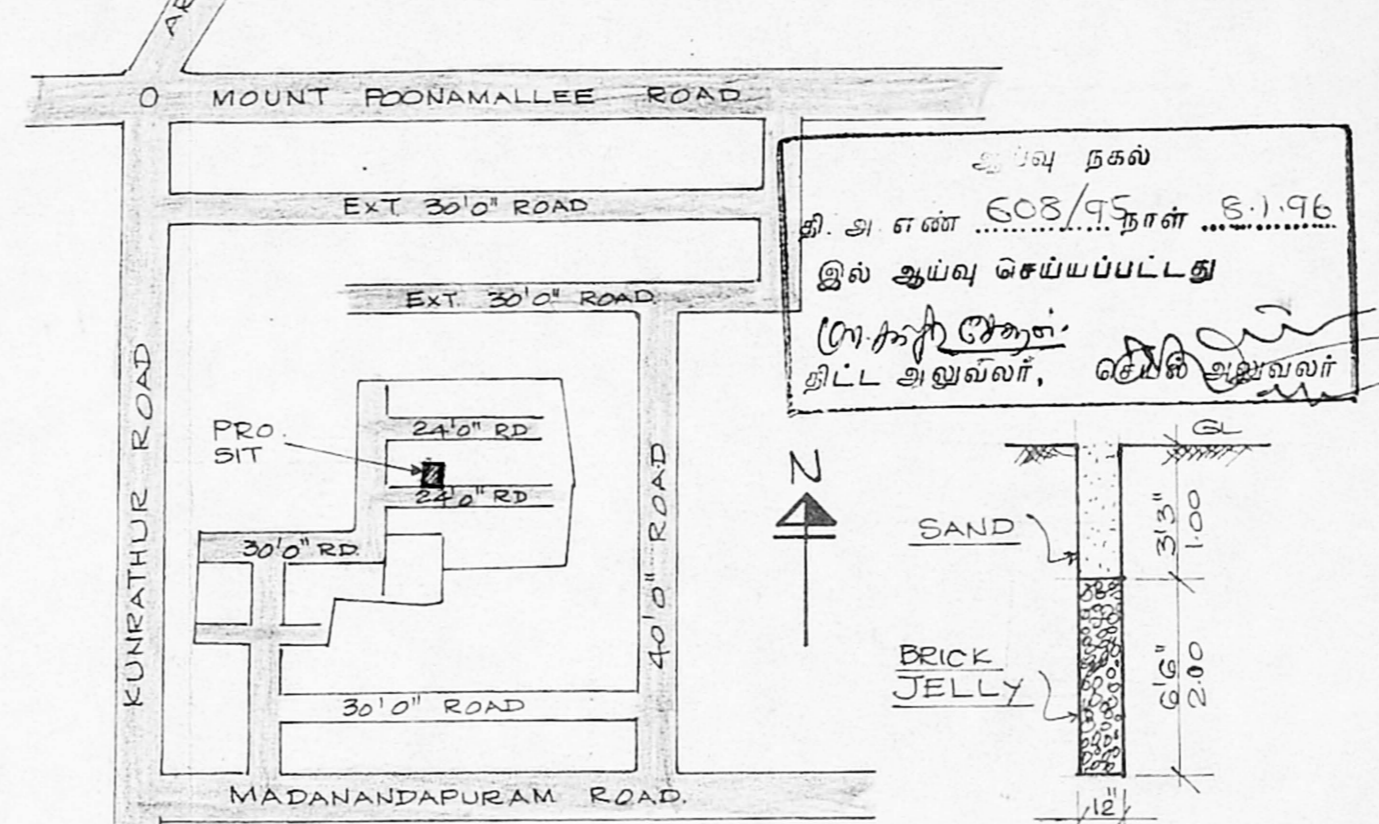 AR
O MOUNT POONAMALLEE ROAD
EXT 30'0" ROAD
EXT 30'0" ROAD
KUNRATHUR ROAD
PRO
SIT
24'0" RD
24'0" RD
30'0" RD
40'0" ROAD
30'0" ROAD
MADANANDAPURAM ROAD.
ஆய்வு நகல்
தி. அ எண் 608/95 நாள் 8.1.96
இல் ஆய்வு செய்யப்பட்டது
திட்ட அலுவலர், செயல் அலுவலர்
N
GL
SAND
3'3"
1.00
BRICK
JELLY
6'6"
2.00
12"